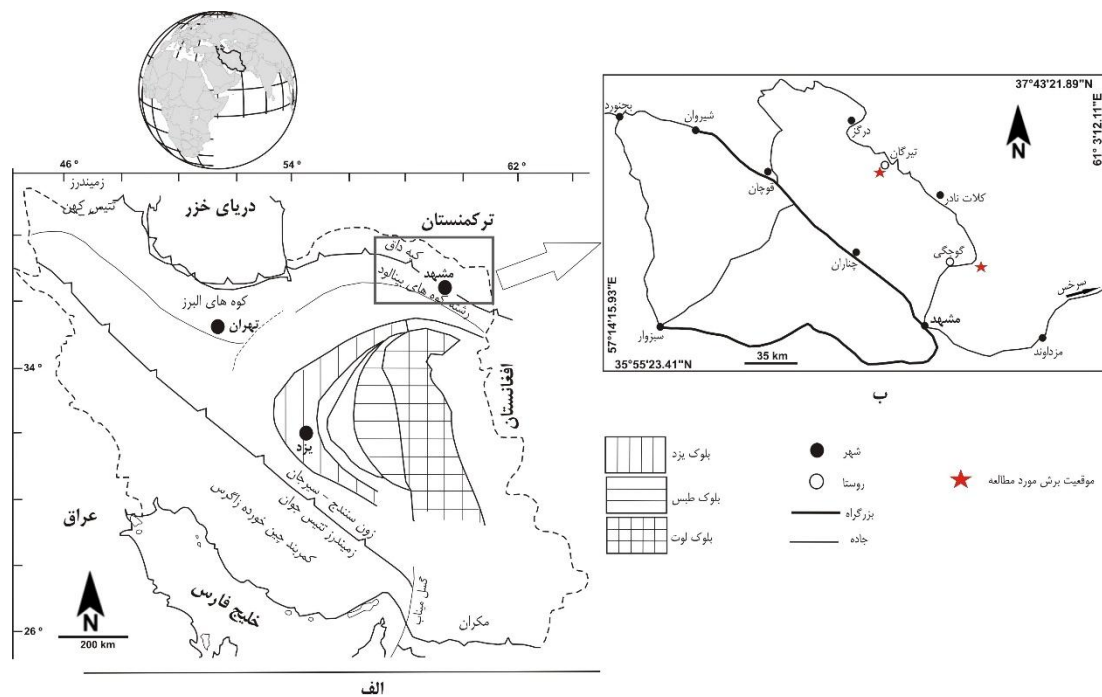 46 °
54 °
62 °
زمیندرز
تتیس کهن
دریای خزر
ترکمنستان
کپه داق
مشهد
رشته کوه های بینالود
کوه های البرز
تهران
34
افغانستان
یزد
زون سنندج - سیرجان
زمیندرز تتیس جوان
کمربند چین خورده زاگرس
عراق
خلیج فارس
گسل میناب
مکران
26
N
200 km
الف
37°43'21.89"N
61° 3'12.11"E
N
بجنورد
شیروان
درگز
تیرگان
قوچان
کلات نادر
چناران
گوجگی
سرخس
مشهد
مزداوند
سبزوار
57°14'15.93"E
35°55'23.41"N
35 km
ب
بلوک یزد
بلوک طبس
بلوک لوت
شهر
روستا
بزرگراه
جاده
موقعیت برش مورد مطالعه